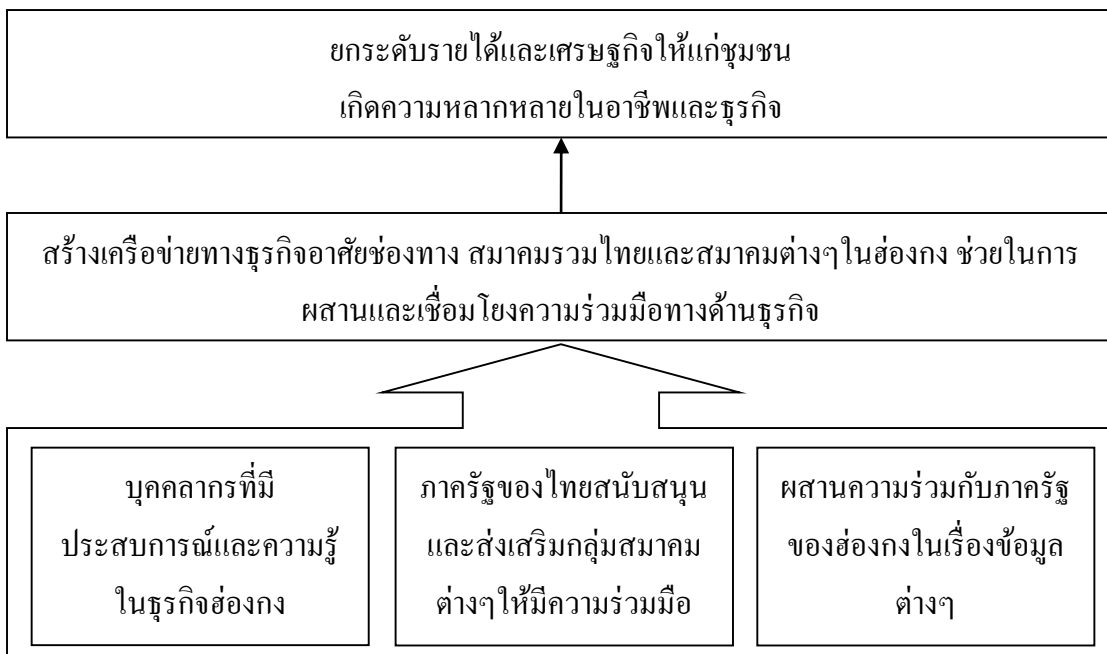 ยกระดับรายได้และเศรษฐกิจให้แก่ชุมชน
เกิดความหลากหลายในอาชีพและธุรกิจ
สร้างเครือข่ายทางธุรกิจอาศัยช่องทาง สมาคมรวมไทยและสมาคมต่างๆในฮ่องกง ช่วยในการ
ผสานและเชื่อมโยงความร่วมมือทางด้านธุรกิจ
บุคคลากรที่มี
ประสบการณ์และความรู้
ในธุรกิจฮ่องกง
ภาครัฐของไทยสนับสนุน
และส่งเสริมกลุ่มสมาคม
ต่างๆให้มีความร่วมมือ
ผสานความร่วมกับภาครัฐ
ของฮ่องกงในเรื่องข้อมูล
ต่างๆ